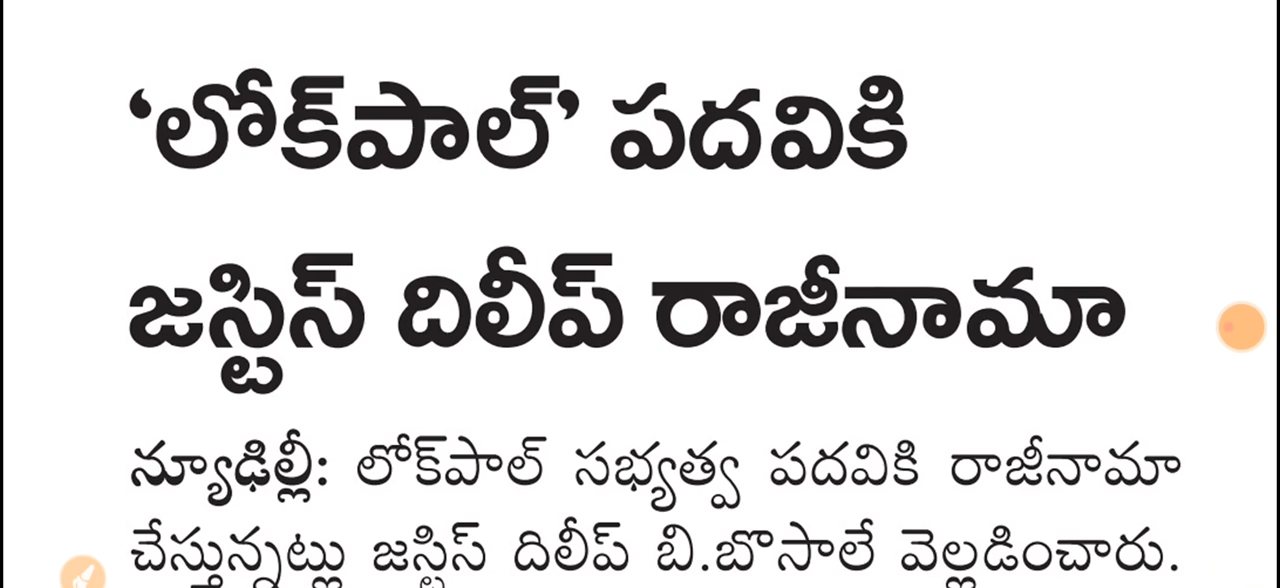 ‘లోక్‌పాల్’ పదవికి
జస్టిస్ దిలీప్ రాజీనామా
న్యూఢిల్లీ: లోక్‌పాల్ సభ్యత్వ పదవికి రాజీనామా
చేస్తున్నట్లు జస్టిస్ దిలీప్ బి.బొసాలే వెల్లడించారు.